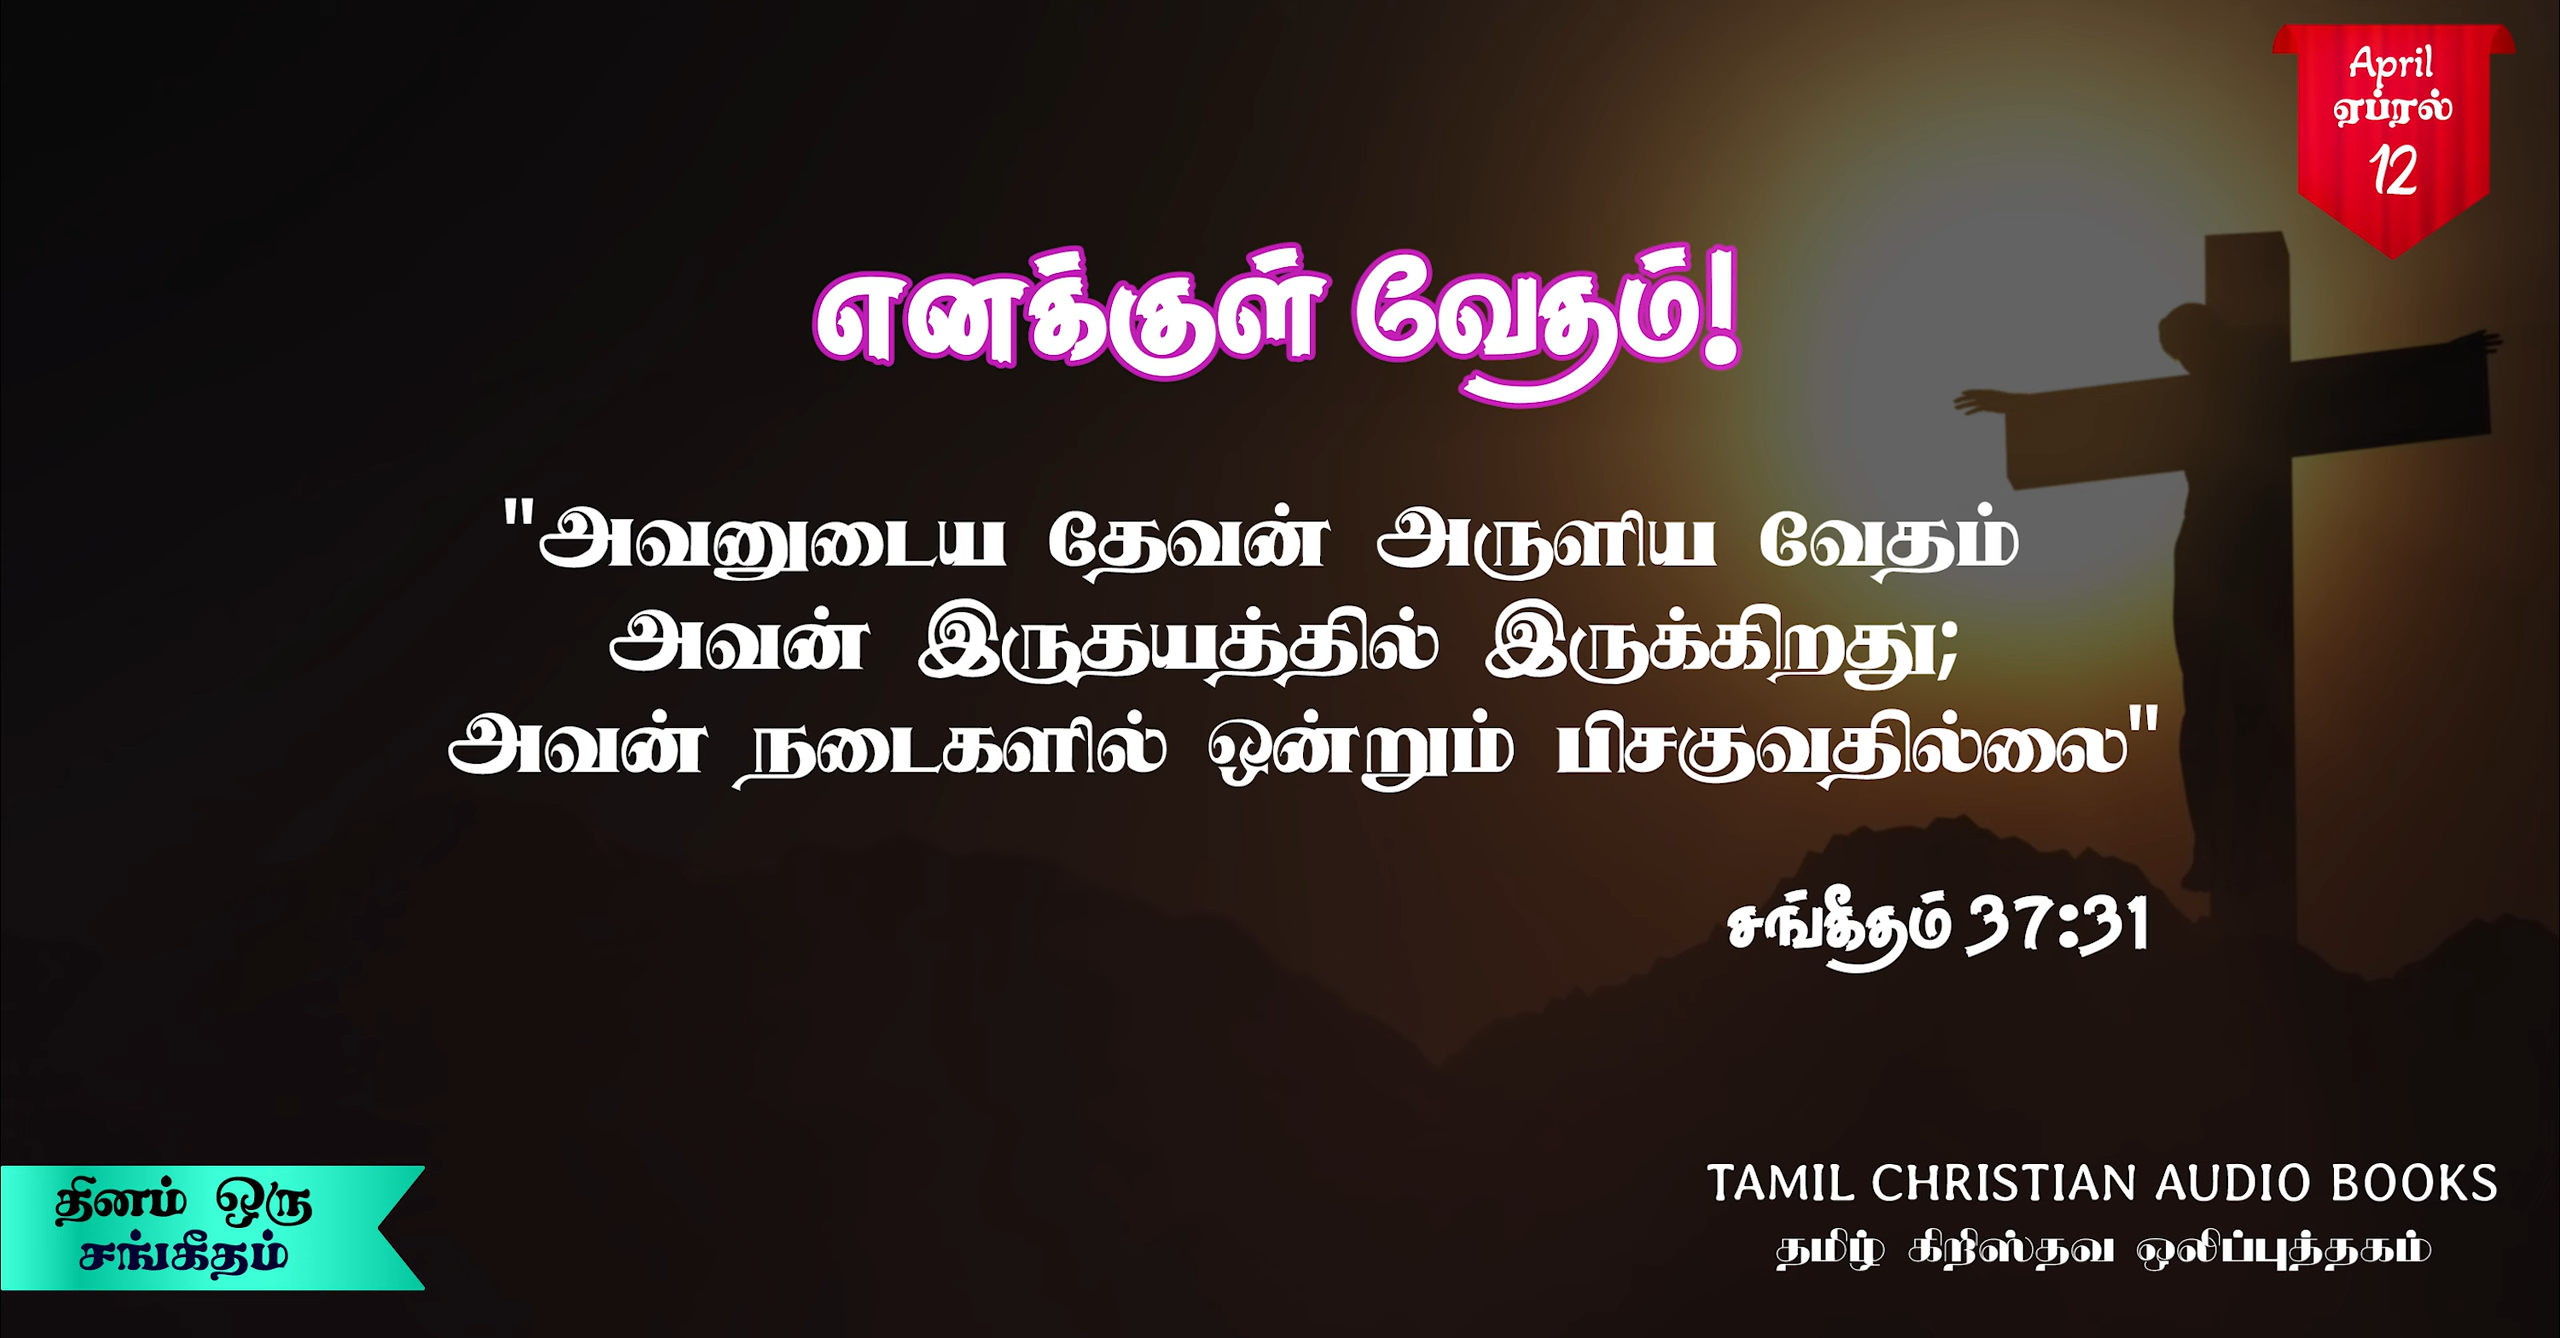 April
ஏப்ரல்
12
எனக்குள் வேதம்!
"அவனுடைய தேவன் அருளிய வேதம்
அவன் இருதயத்தில் இருக்கிறது;
அவன் நடைகளில் ஒன்றும் பிசகுவதில்லை"
சங்கீதம் 37:31
தினம் ஒரு
சங்கீதம்
TAMIL CHRISTIAN AUDIO BOOKS
தமிழ் கிறிஸ்தவ ஒலிப்புத்தகம்